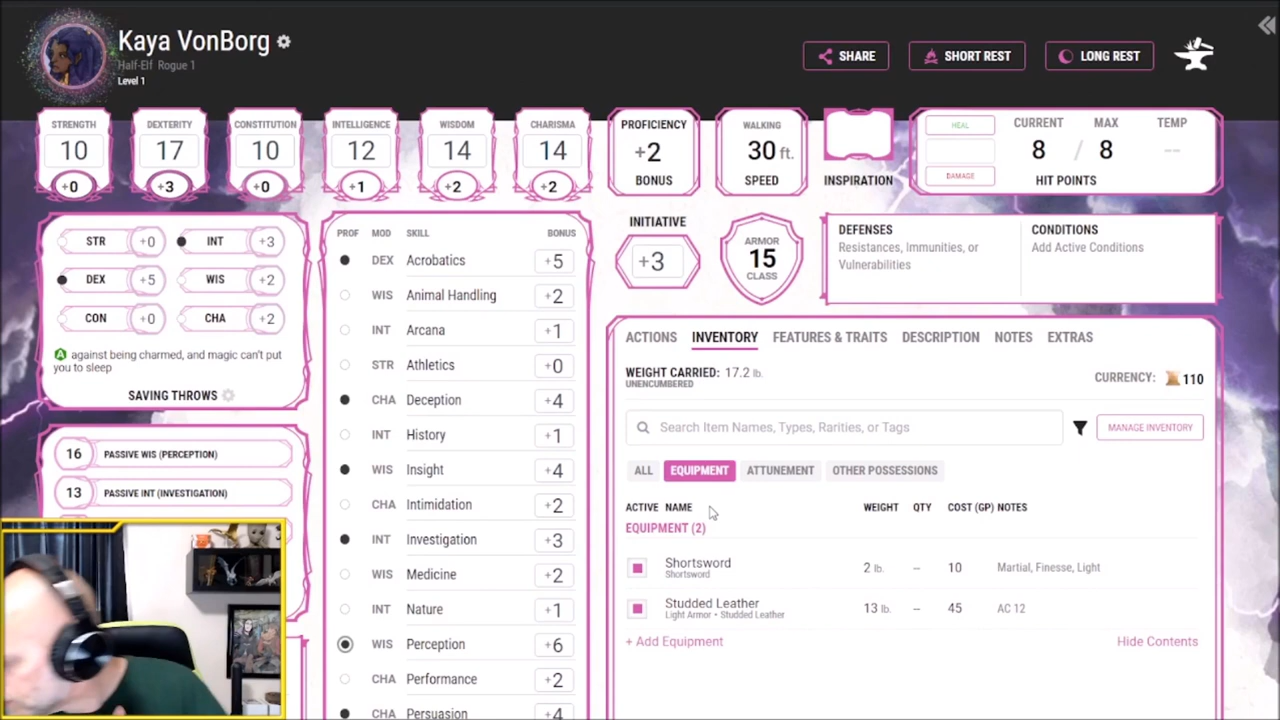 Kaya VonBorg
Half-Elf Rogue 1
Level 1
SHARE
SHORT REST
LONG REST
STRENGTH
10
+0
DEXTERITY
17
+3
CONSTITUTION
10
+0
INTELLIGENCE
12
+1
WISDOM
14
+2
CHARISMA
14
+2
PROFICIENCY
+2
BONUS
WALKING
30 ft.
SPEED
INSPIRATION
HEAL
DAMAGE
CURRENT
MAX
TEMP
8 / 8 --
HIT POINTS
STR +0
INT +3
DEX +5
WIS +2
CON +0
CHA +2
A against being charmed, and magic can't put
you to sleep
SAVING THROWS
16 PASSIVE WIS (PERCEPTION)
13 PASSIVE INT (INVESTIGATION)
PROF MOD SKILL BONUS
DEX Acrobatics +5
WIS Animal Handling +2
INT Arcana +1
STR Athletics +0
CHA Deception +4
INT History +1
WIS Insight +4
CHA Intimidation +2
INT Investigation +3
WIS Medicine +2
INT Nature +1
WIS Perception +6
CHA Performance +2
CHA Persuasion +4
INITIATIVE
+3
ARMOR
15
CLASS
DEFENSES
Resistances, Immunities, or
Vulnerabilities
CONDITIONS
Add Active Conditions
ACTIONS INVENTORY FEATURES & TRAITS DESCRIPTION NOTES EXTRAS
WEIGHT CARRIED: 17.2 lb.
UNENCUMBERED
CURRENCY: 110
Search Item Names, Types, Rarities, or Tags
MANAGE INVENTORY
ALL EQUIPMENT ATTUNEMENT OTHER POSSESSIONS
ACTIVE NAME WEIGHT QTY COST (GP) NOTES
EQUIPMENT (2)
Shortsword 2 lb. -- 10 Martial, Finesse, Light
Shortsword
Studded Leather 13 lb. -- 45 AC 12
Light Armor • Studded Leather
+ Add Equipment
Hide Contents